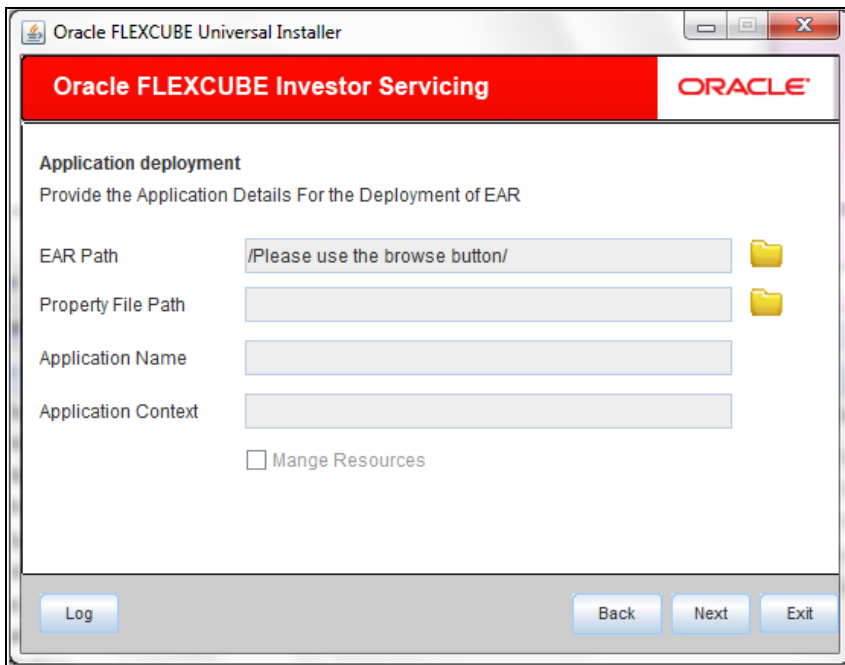 Oracle FLEXCUBE Universal Installer
Oracle FLEXCUBE Investor Servicing
ORACLE
Application deployment
Provide the Application Details For the Deployment of EAR
EAR Path /Please use the browse button/
Property File Path
Application Name
Application Context
Mange Resources
Log Back Next Exit